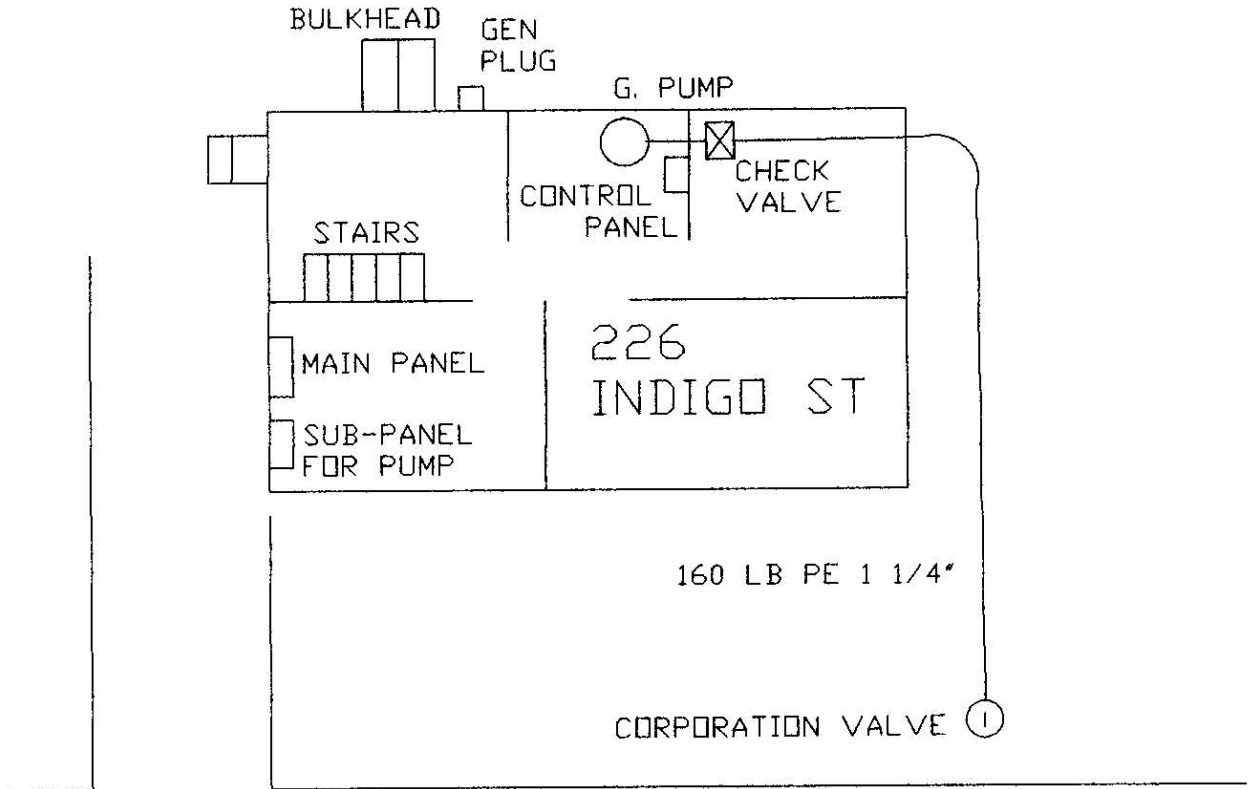 BULKHEAD
GEN
PLUG
G. PUMP
CHECK
VALVE
CONTROL
PANEL
STAIRS
226
INDIGO ST
MAIN PANEL
SUB-PANEL
FOR PUMP
160 LB PE 1 1/4"
CORPORATION VALVE
I